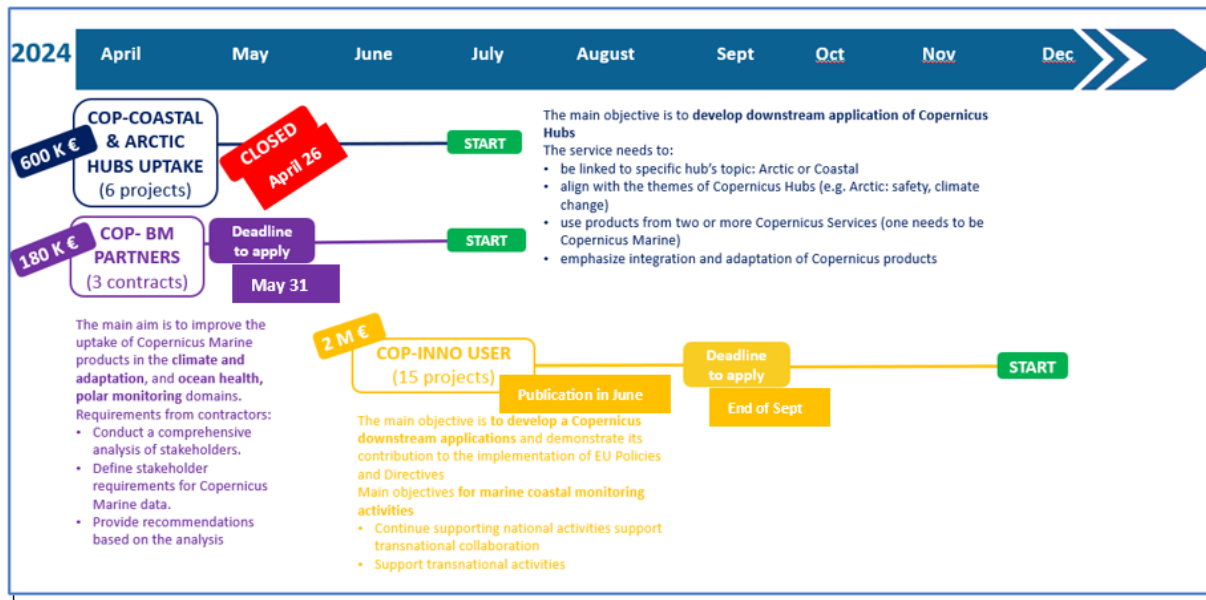 2024 April May June July August Sept Oct Nov Dec
600 K €
COP-COASTAL
& ARCTIC
HUBS UPTAKE
(6 projects)
CLOSED
April 26
START
The main objective is to develop downstream application of Copernicus
Hubs
The service needs to:
• be linked to specific hub's topic: Arctic or Coastal
• align with the themes of Copernicus Hubs (e.g. Arctic: safety, climate
change)
• use products from two or more Copernicus Services (one needs to be
Copernicus Marine)
• emphasize integration and adaptation of Copernicus products
180 K €
COP- BM
PARTNERS
(3 contracts)
Deadline
to apply
May 31
START
The main aim is to improve the
uptake of Copernicus Marine
products in the climate and
adaptation, and ocean health,
polar monitoring domains.
Requirements from contractors:
• Conduct a comprehensive
analysis of stakeholders.
• Define stakeholder
requirements for Copernicus
Marine data.
• Provide recommendations
based on the analysis
2 M €
COP-INNO USER
(15 projects)
Publication in June
Deadline
to apply
End of Sept
START
The main objective is to develop a Copernicus
downstream applications and demonstrate its
contribution to the implementation of EU Policies
and Directives
Main objectives for marine coastal monitoring
activities
• Continue supporting national activities support
transnational collaboration
• Support transnational activities